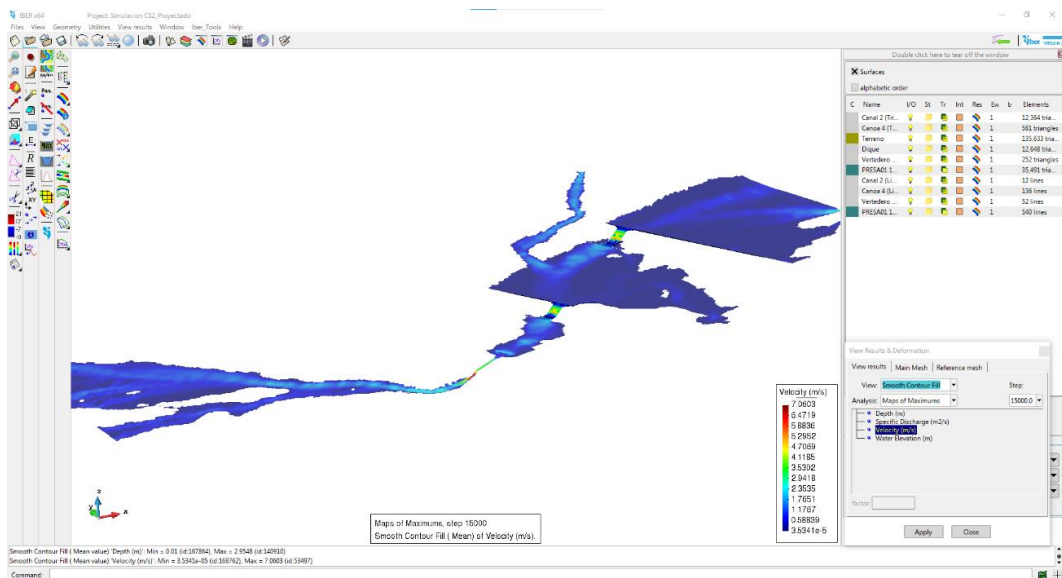 IBER x64 Project: Simulacion CS2_Proyectado
Files View Geometry Utilities View results Window Iber_Tools Help
Double click here to tear off the window
Surfaces
alphabetic order
C Name I/O St Tr Int Res Ew b Elements
Canal 2 (Tri... 1 12,364 tria...
Canoa 4 (T... 1 581 triangles
Terreno 1 135,633 tria...
Dique 1 12,648 tria...
Vertedero ... 1 252 triangles
PRESA01 1... 1 35,491 tria...
Canal 2 (Li... 1 12 lines
Canoa 4 (Li... 1 136 lines
Vertedero ... 1 52 lines
PRESA01 1... 1 540 lines
View Results & Deformation
View results Main Mesh Reference mesh
View: Smooth Contour Fill Step:
Analysis: Maps of Maximums 15000.0
Depth (m)
Specific Discharge (m2/s)
Velocity (m/s)
Water Elevation (m)
factor:
Apply Close
Velocity (m/s)
7.0603
6.4719
5.8836
5.2952
4.7069
4.1185
3.5302
2.9418
2.3535
1.7651
1.1767
0.58839
3.5341e-5
z
y
x
Maps of Maximums, step 15000
Smooth Contour Fill ( Mean) of Velocity (m/s).
Smooth Contour Fill ( Mean value) 'Depth (m)': Min = 0.01 (id:167864), Max = 2.9548 (id:140910)
Smooth Contour Fill ( Mean value) 'Velocity (m/s)': Min = 3.5341e-05 (id:168762), Max = 7.0603 (id:53497)
Command: